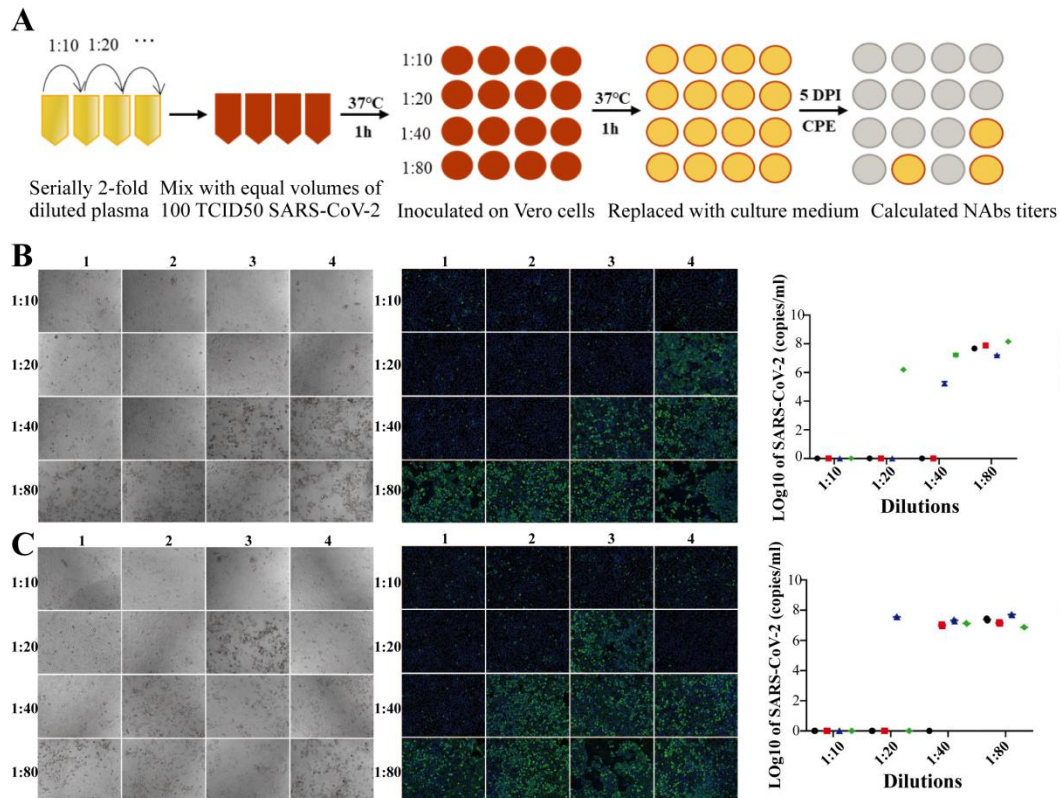 A
1:10 1:20 ···
37°C
1h
1:10
1:20
1:40
1:80
37°C
1h
5 DPI
CPE
Serially 2-fold
diluted plasma
Mix with equal volumes of
100 TCID50 SARS-CoV-2
Inoculated on Vero cells
Replaced with culture medium
Calculated NAbs titers
B
1 2 3 4
1:10
1:20
1:40
1:80
1 2 3 4
1:10
1:20
1:40
1:80
LOg10 of SARS-CoV-2 (copies/ml)
10
8
6
4
2
0
1:10 1:20 1:40 1:80
Dilutions
C
1 2 3 4
1:10
1:20
1:40
1:80
1 2 3 4
1:10
1:20
1:40
1:80
LOg10 of SARS-CoV-2 (copies/ml)
10
8
6
4
2
0
1:10 1:20 1:40 1:80
Dilutions